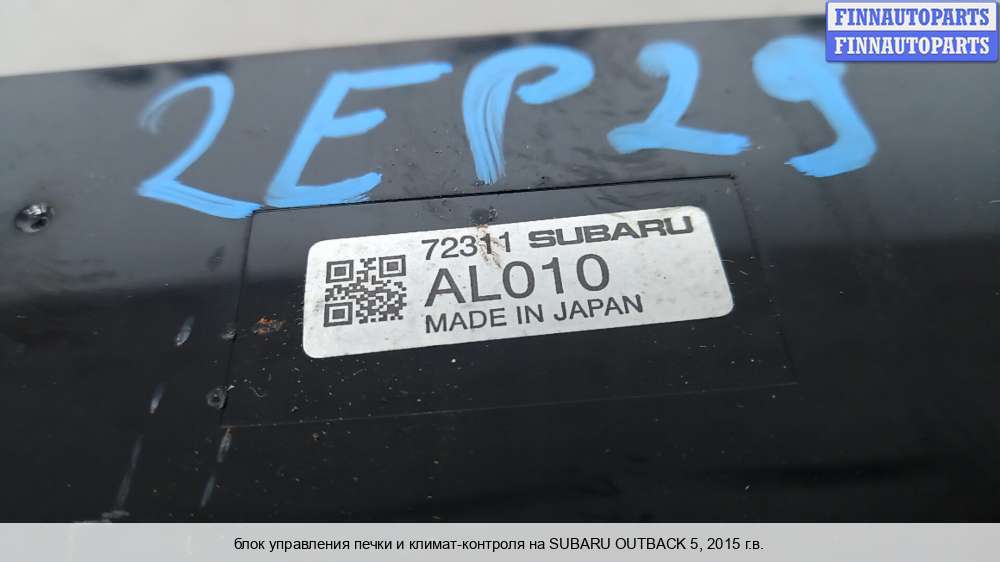 FINNAUTOPARTS
FINNAUTOPARTS
2EP29
72311 SUBARU
AL010
MADE IN JAPAN
блок управления печки и климат-контроля на SUBARU OUTBACK 5, 2015 г.в.